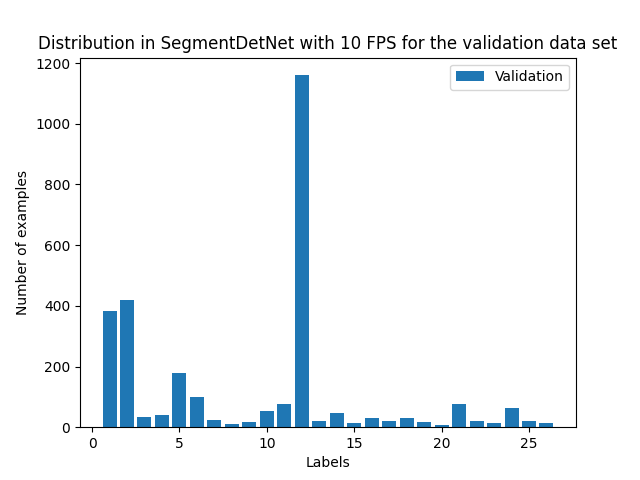 Distribution in SegmentDetNet with 10 FPS for the validation data set
Validation
Number of examples
1200
1000
800
600
400
200
0
0 5 10 15 20 25
Labels